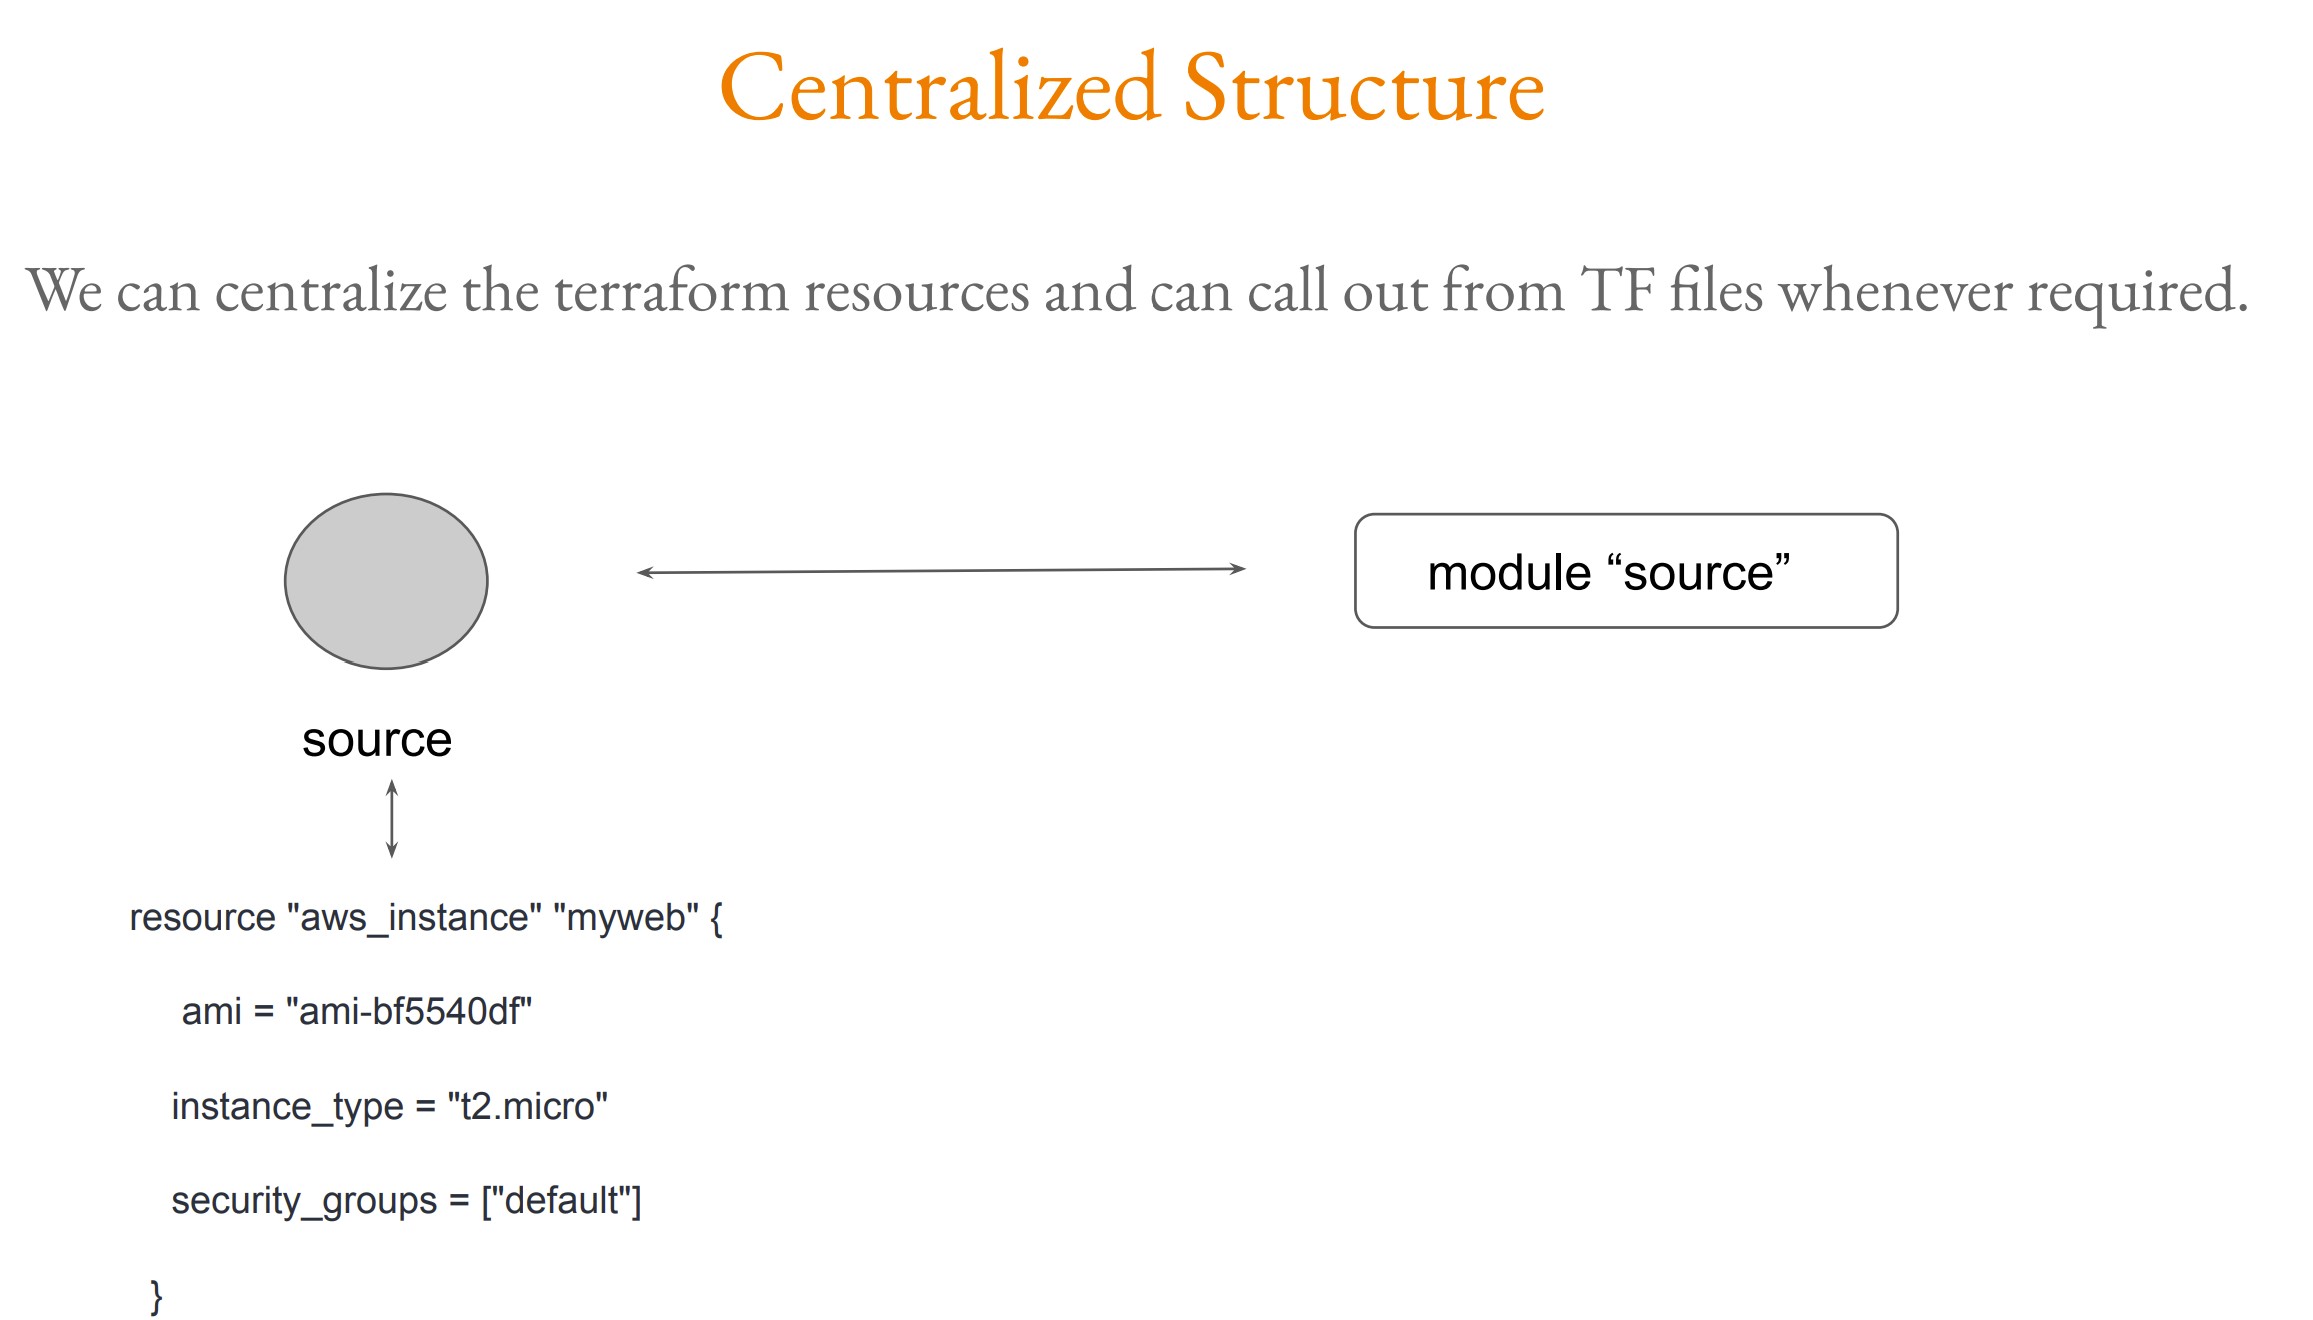 Centralized Structure
We can centralize the terraform resources and can call out from TF files whenever required.
module “source”
source
resource "aws_instance" "myweb" {
ami = "ami-bf5540df"
instance_type = "t2.micro"
security_groups = ["default"]
}